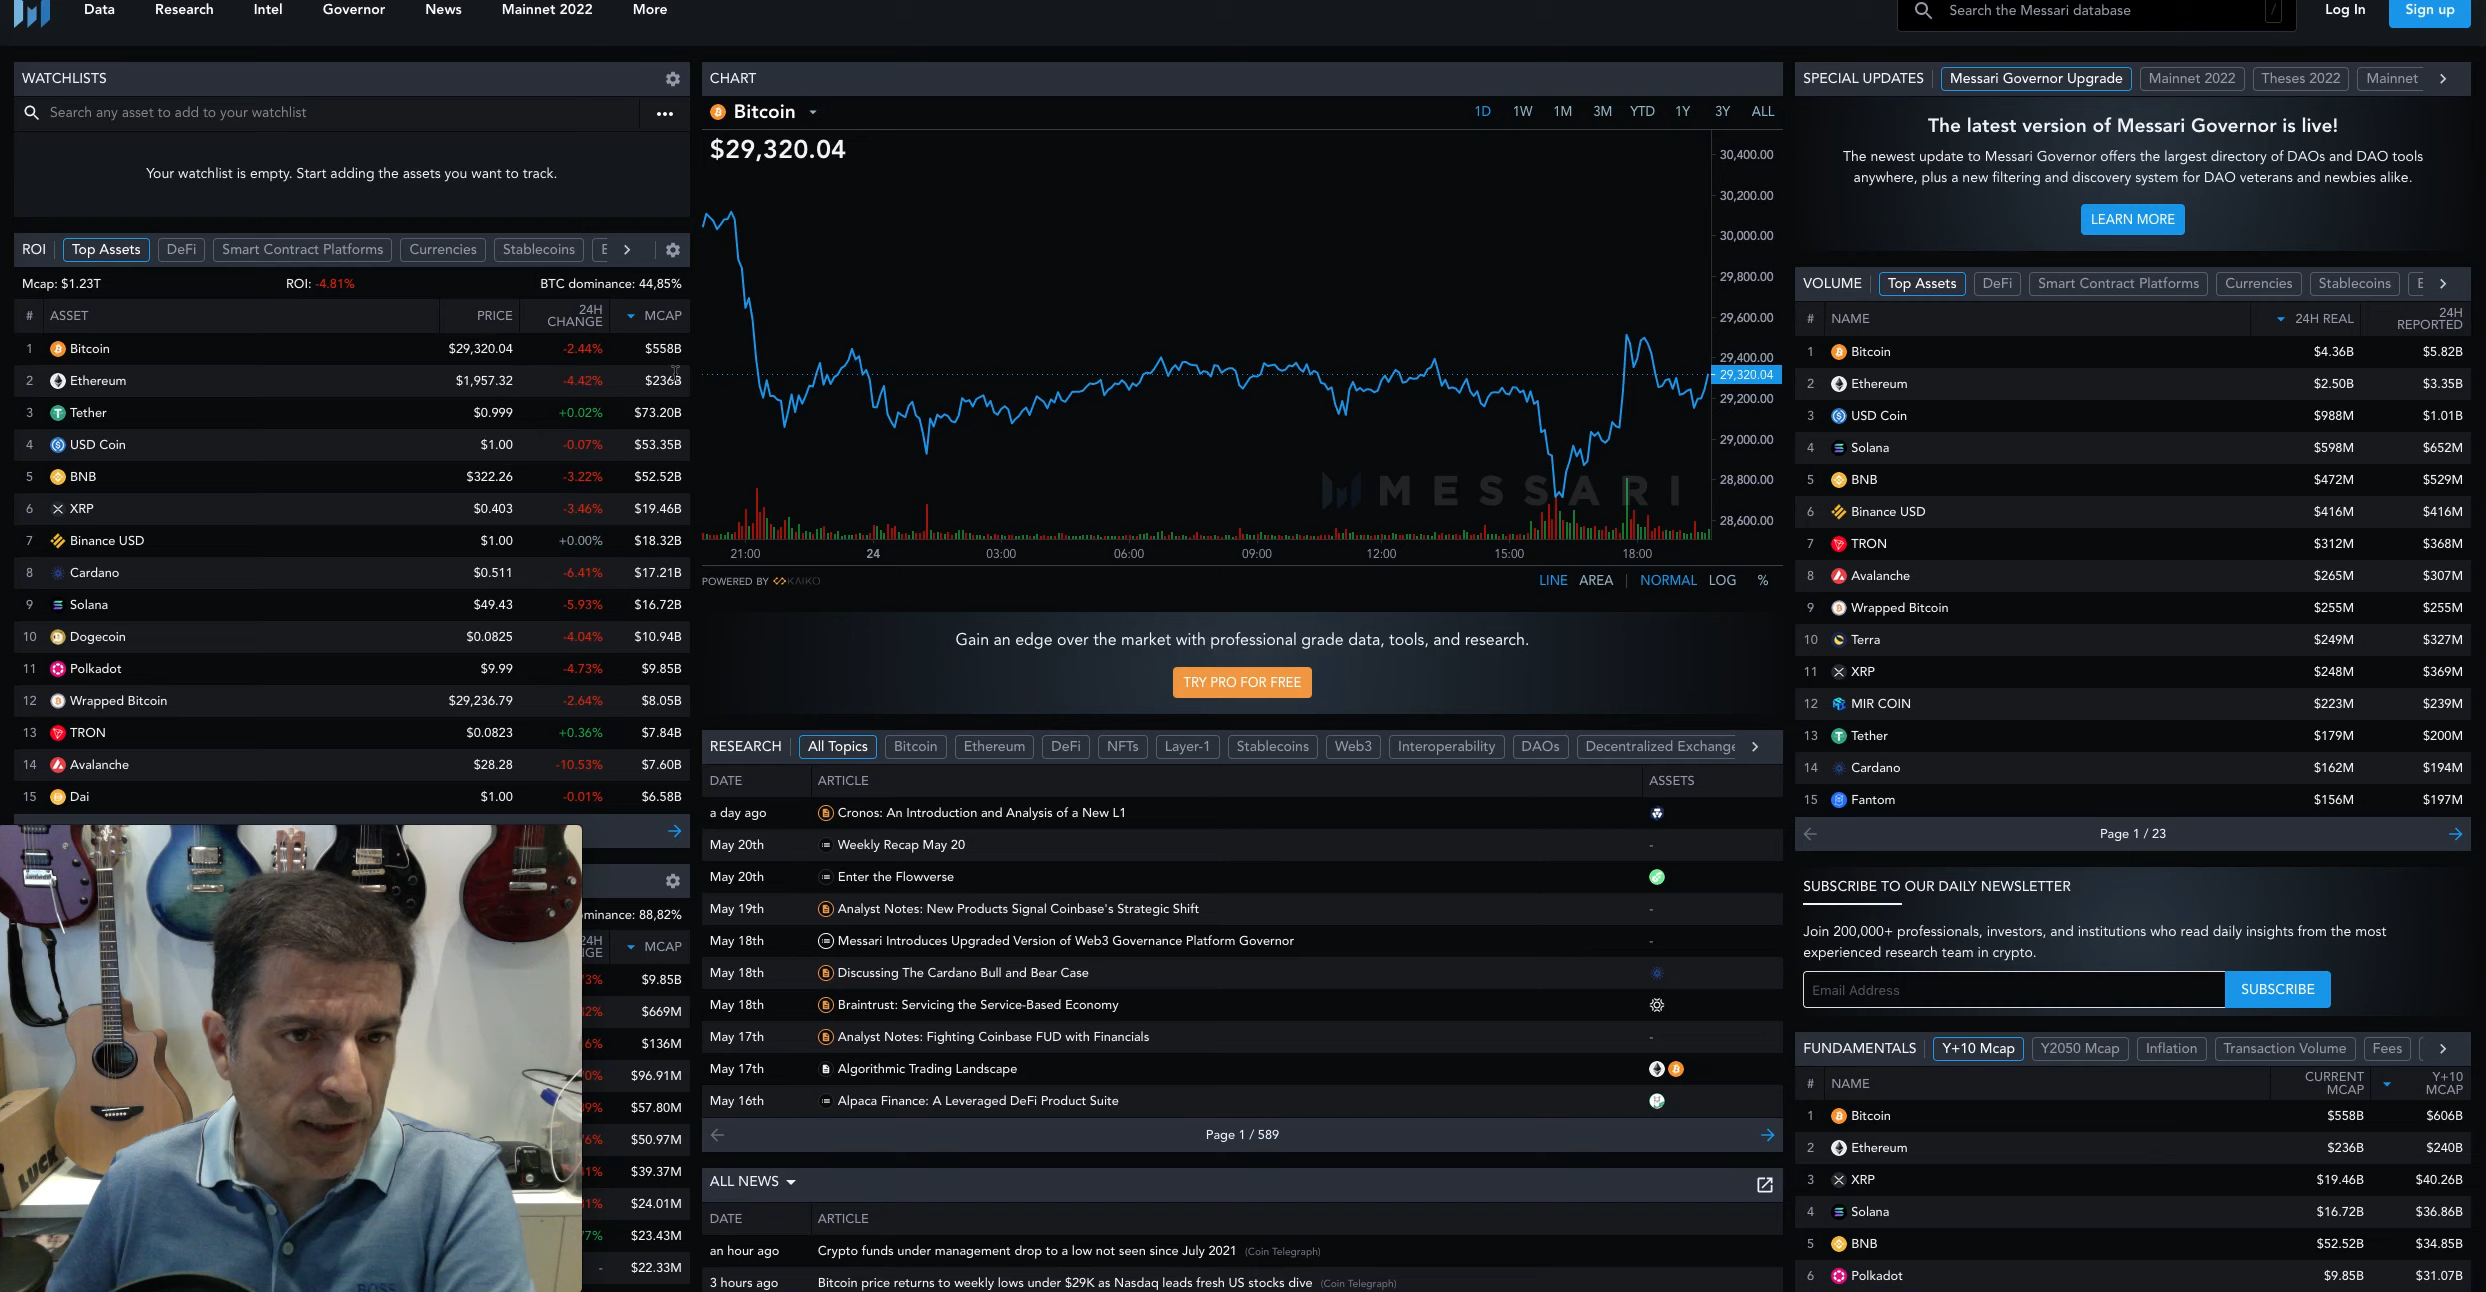 Data Research Intel Governor News Mainnet 2022 More Search the Messari database / Log In Sign up
WATCHLISTS
Search any asset to add to your watchlist
Your watchlist is empty. Start adding the assets you want to track.
ROI Top Assets DeFi Smart Contract Platforms Currencies Stablecoins
Mcap: $1.23T ROI: -4.81% BTC dominance: 44,85%
# ASSET PRICE 24H CHANGE MCAP
1 Bitcoin $29,320.04 -2.44% $558B
2 Ethereum $1,957.32 -4.42% $236B
3 Tether $0.999 +0.02% $73.20B
4 USD Coin $1.00 -0.07% $53.35B
5 BNB $322.26 -3.22% $52.52B
6 XRP $0.403 -3.46% $19.46B
7 Binance USD $1.00 +0.00% $18.32B
8 Cardano $0.511 -6.41% $17.21B
9 Solana $49.43 -5.93% $16.72B
10 Dogecoin $0.0825 -4.04% $10.94B
11 Polkadot $9.99 -4.73% $9.85B
12 Wrapped Bitcoin $29,236.79 -2.64% $8.05B
13 TRON $0.0823 +0.36% $7.84B
14 Avalanche $28.28 -10.53% $7.60B
15 Dai $1.00 -0.01% $6.58B
minance: 88,82%
24H
GE MCAP
3% $9.85B
2% $669M
6% $136M
0% $96.91M
9% $57.80M
6% $50.97M
1% $39.37M
1% $24.01M
7% $23.43M
- $22.33M
LUCK
BOSS
CHART
Bitcoin 1D 1W 1M 3M YTD 1Y 3Y ALL
$29,320.04
30,400.00
30,200.00
30,000.00
29,800.00
29,600.00
29,400.00
29,320.04
29,200.00
29,000.00
28,800.00
28,600.00
MESSARI
21:00 24 03:00 06:00 09:00 12:00 15:00 18:00
POWERED BY KAIKO LINE AREA | NORMAL LOG %
Gain an edge over the market with professional grade data, tools, and research.
TRY PRO FOR FREE
RESEARCH All Topics Bitcoin Ethereum DeFi NFTs Layer-1 Stablecoins Web3 Interoperability DAOs Decentralized Exchange
DATE ARTICLE ASSETS
a day ago Cronos: An Introduction and Analysis of a New L1
May 20th Weekly Recap May 20 -
May 20th Enter the Flowverse
May 19th Analyst Notes: New Products Signal Coinbase's Strategic Shift -
May 18th Messari Introduces Upgraded Version of Web3 Governance Platform Governor -
May 18th Discussing The Cardano Bull and Bear Case
May 18th Braintrust: Servicing the Service-Based Economy
May 17th Analyst Notes: Fighting Coinbase FUD with Financials -
May 17th Algorithmic Trading Landscape
May 16th Alpaca Finance: A Leveraged DeFi Product Suite
Page 1 / 589
ALL NEWS
DATE ARTICLE
an hour ago Crypto funds under management drop to a low not seen since July 2021 (Coin Telegraph)
3 hours ago Bitcoin price returns to weekly lows under $29K as Nasdaq leads fresh US stocks dive (Coin Telegraph)
SPECIAL UPDATES Messari Governor Upgrade Mainnet 2022 Theses 2022 Mainnet
The latest version of Messari Governor is live!
The newest update to Messari Governor offers the largest directory of DAOs and DAO tools
anywhere, plus a new filtering and discovery system for DAO veterans and newbies alike.
LEARN MORE
VOLUME Top Assets DeFi Smart Contract Platforms Currencies Stablecoins
# NAME 24H REAL 24H REPORTED
1 Bitcoin $4.36B $5.82B
2 Ethereum $2.50B $3.35B
3 USD Coin $988M $1.01B
4 Solana $598M $652M
5 BNB $472M $529M
6 Binance USD $416M $416M
7 TRON $312M $368M
8 Avalanche $265M $307M
9 Wrapped Bitcoin $255M $255M
10 Terra $249M $327M
11 XRP $248M $369M
12 MIR COIN $223M $239M
13 Tether $179M $200M
14 Cardano $162M $194M
15 Fantom $156M $197M
Page 1 / 23
SUBSCRIBE TO OUR DAILY NEWSLETTER
Join 200,000+ professionals, investors, and institutions who read daily insights from the most
experienced research team in crypto.
Email Address SUBSCRIBE
FUNDAMENTALS Y+10 Mcap Y2050 Mcap Inflation Transaction Volume Fees
# NAME CURRENT MCAP Y+10 MCAP
1 Bitcoin $558B $606B
2 Ethereum $236B $240B
3 XRP $19.46B $40.26B
4 Solana $16.72B $36.86B
5 BNB $52.52B $34.85B
6 Polkadot $9.85B $31.07B